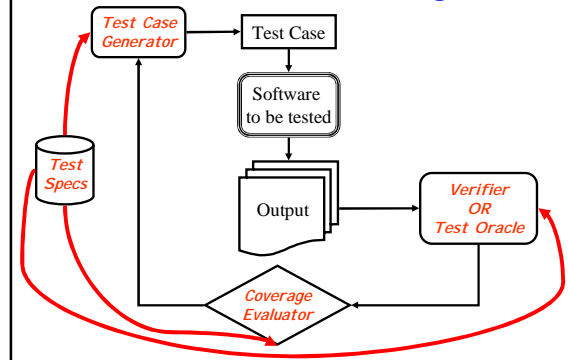 Test Case
Generator
Test Case
Software
to be tested
Test
Specs
Output
Verifier
OR
Test Oracle
Coverage
Evaluator